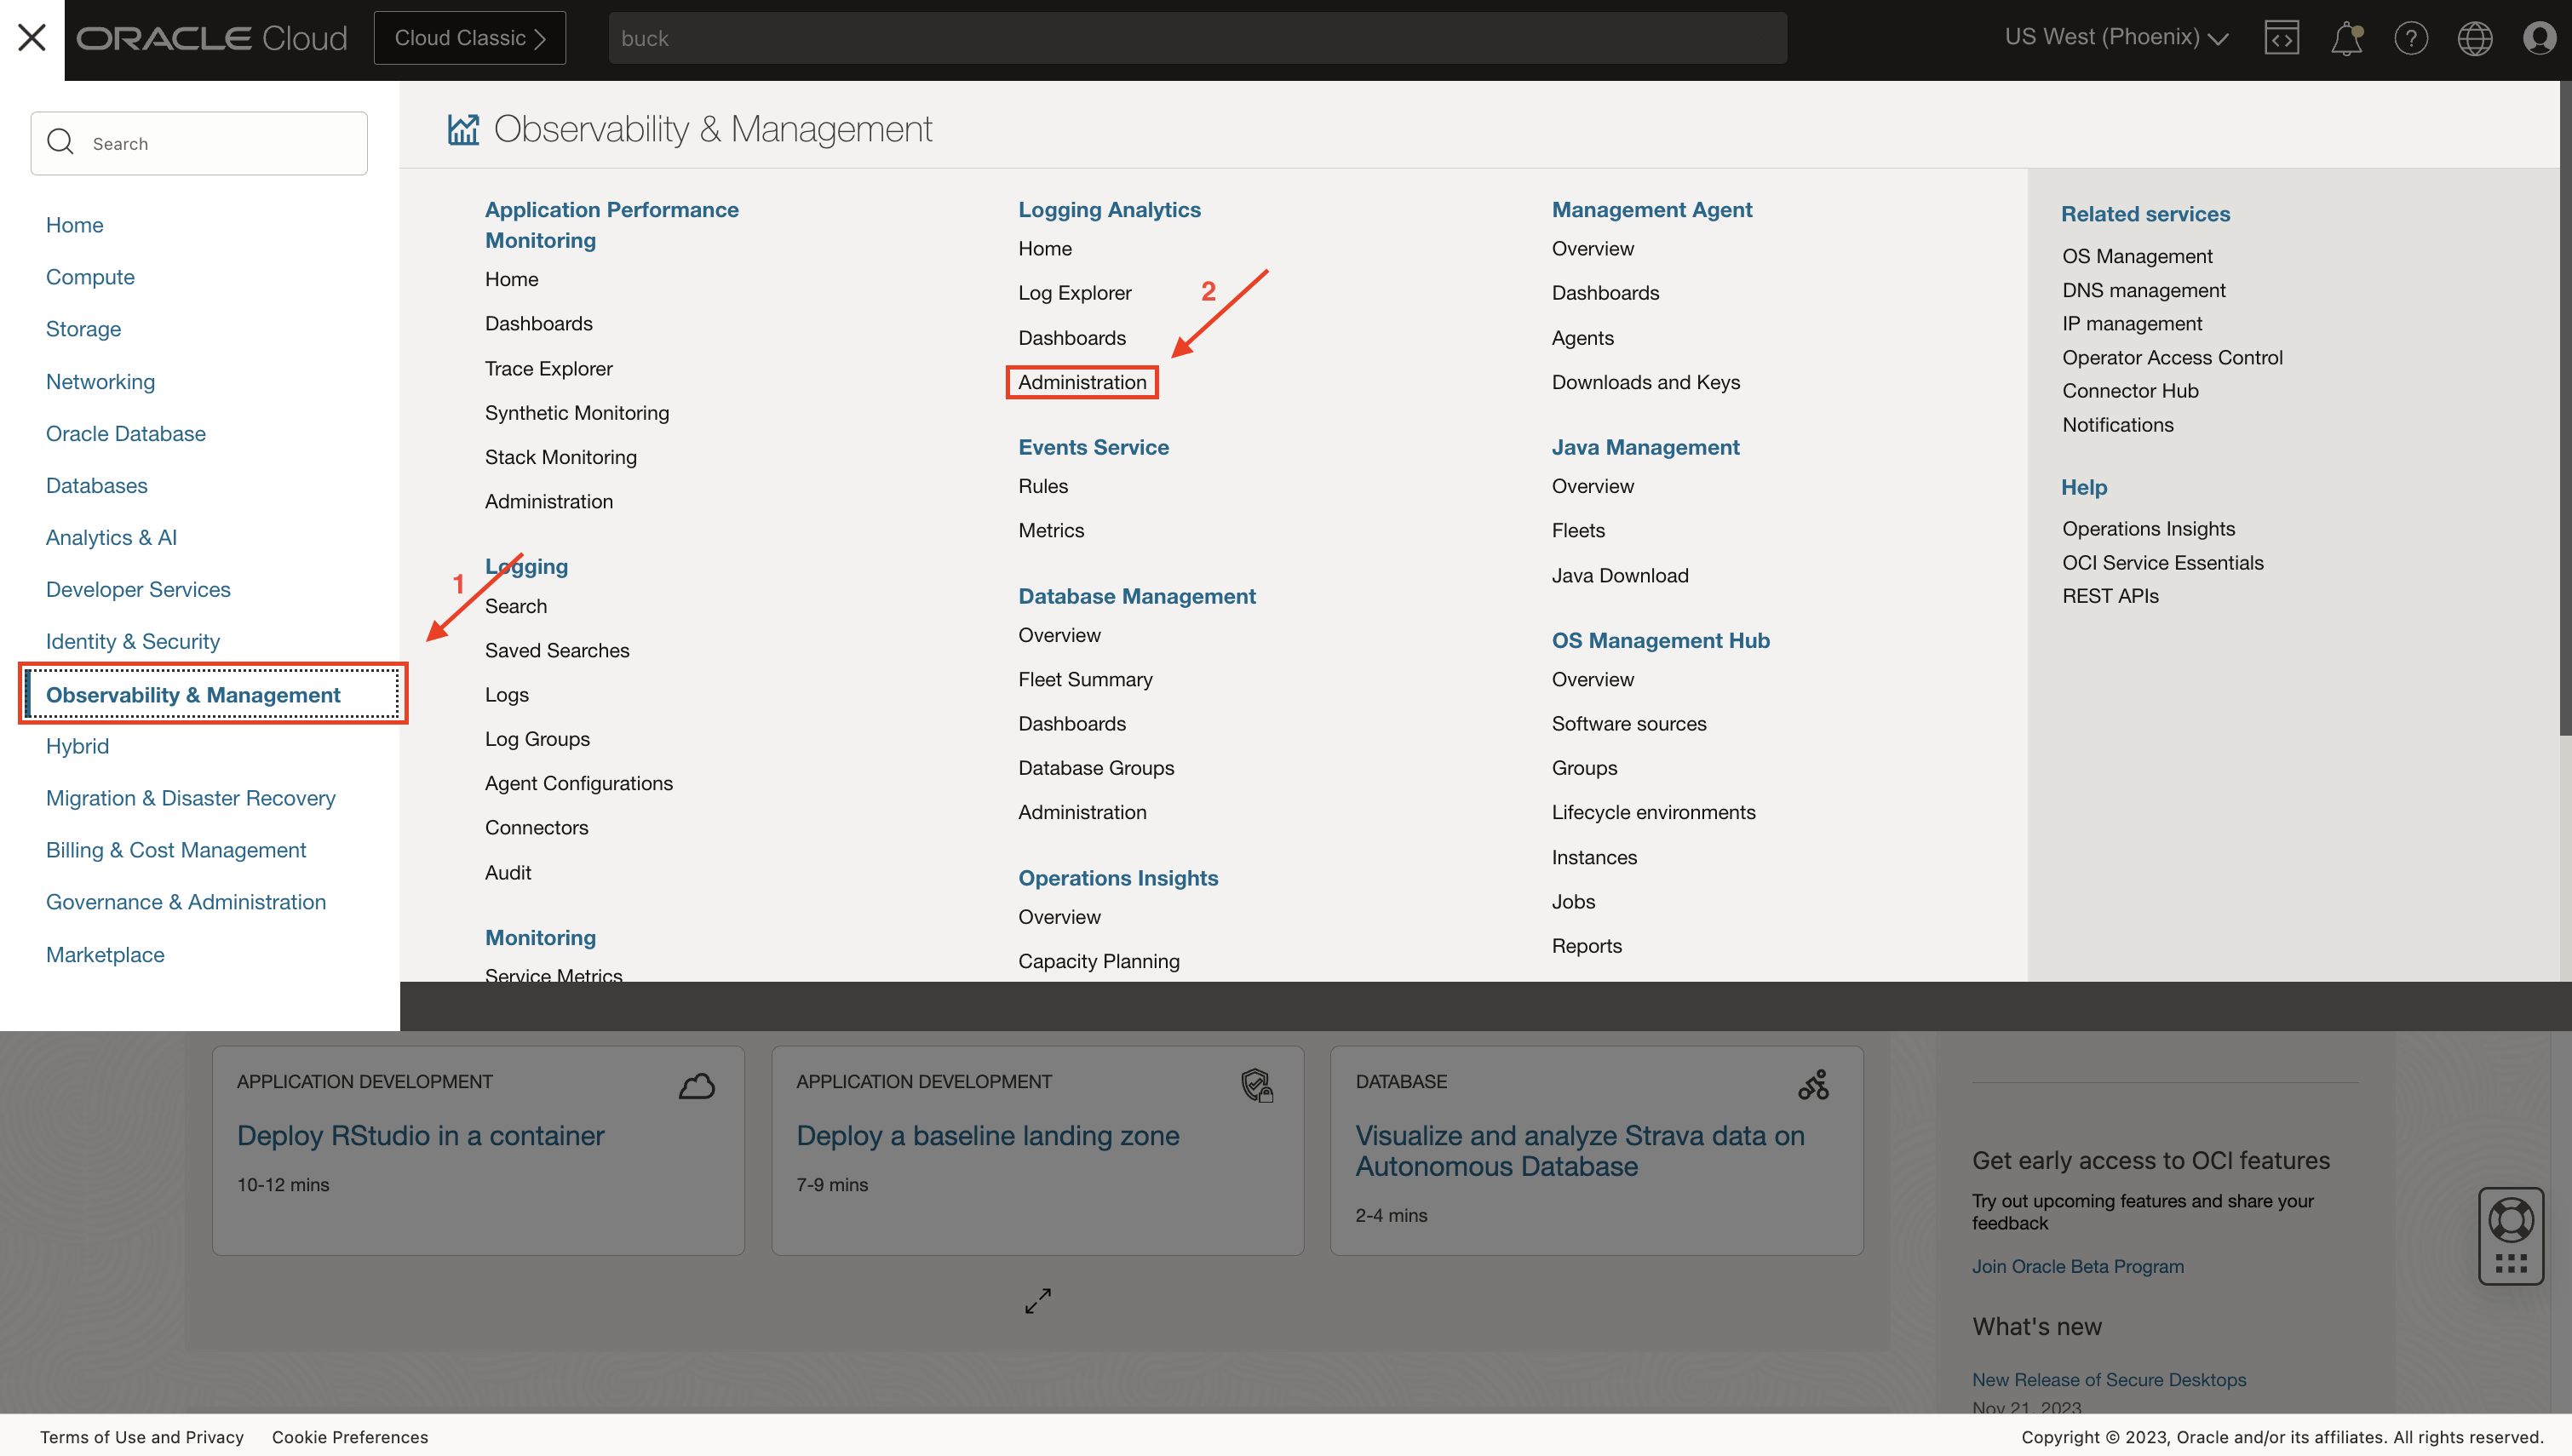 ORACLE Cloud
Cloud Classic
buck
US West (Phoenix)
Search
Home
Compute
Storage
Networking
Oracle Database
Databases
Analytics & AI
Developer Services
Identity & Security
Observability & Management
Hybrid
Migration & Disaster Recovery
Billing & Cost Management
Governance & Administration
Marketplace
Observability & Management
Application Performance
Monitoring
Home
Dashboards
Trace Explorer
Synthetic Monitoring
Stack Monitoring
Administration
1
Logging
Search
Saved Searches
Logs
Log Groups
Agent Configurations
Connectors
Audit
Monitoring
Service Metrics
Logging Analytics
Home
Log Explorer
2
Dashboards
Administration
Events Service
Rules
Metrics
Database Management
Overview
Fleet Summary
Dashboards
Database Groups
Administration
Operations Insights
Overview
Capacity Planning
Management Agent
Overview
Dashboards
Agents
Downloads and Keys
Java Management
Overview
Fleets
Java Download
OS Management Hub
Overview
Software sources
Groups
Lifecycle environments
Instances
Jobs
Reports
Related services
OS Management
DNS management
IP management
Operator Access Control
Connector Hub
Notifications
Help
Operations Insights
OCI Service Essentials
REST APIs
APPLICATION DEVELOPMENT
Deploy RStudio in a container
10-12 mins
APPLICATION DEVELOPMENT
Deploy a baseline landing zone
7-9 mins
DATABASE
Visualize and analyze Strava data on
Autonomous Database
2-4 mins
Get early access to OCI features
Try out upcoming features and share your
feedback
Join Oracle Beta Program
What's new
New Release of Secure Desktops
Nov 21, 2023
Terms of Use and Privacy
Cookie Preferences
Copyright © 2023, Oracle and/or its affiliates. All rights reserved.